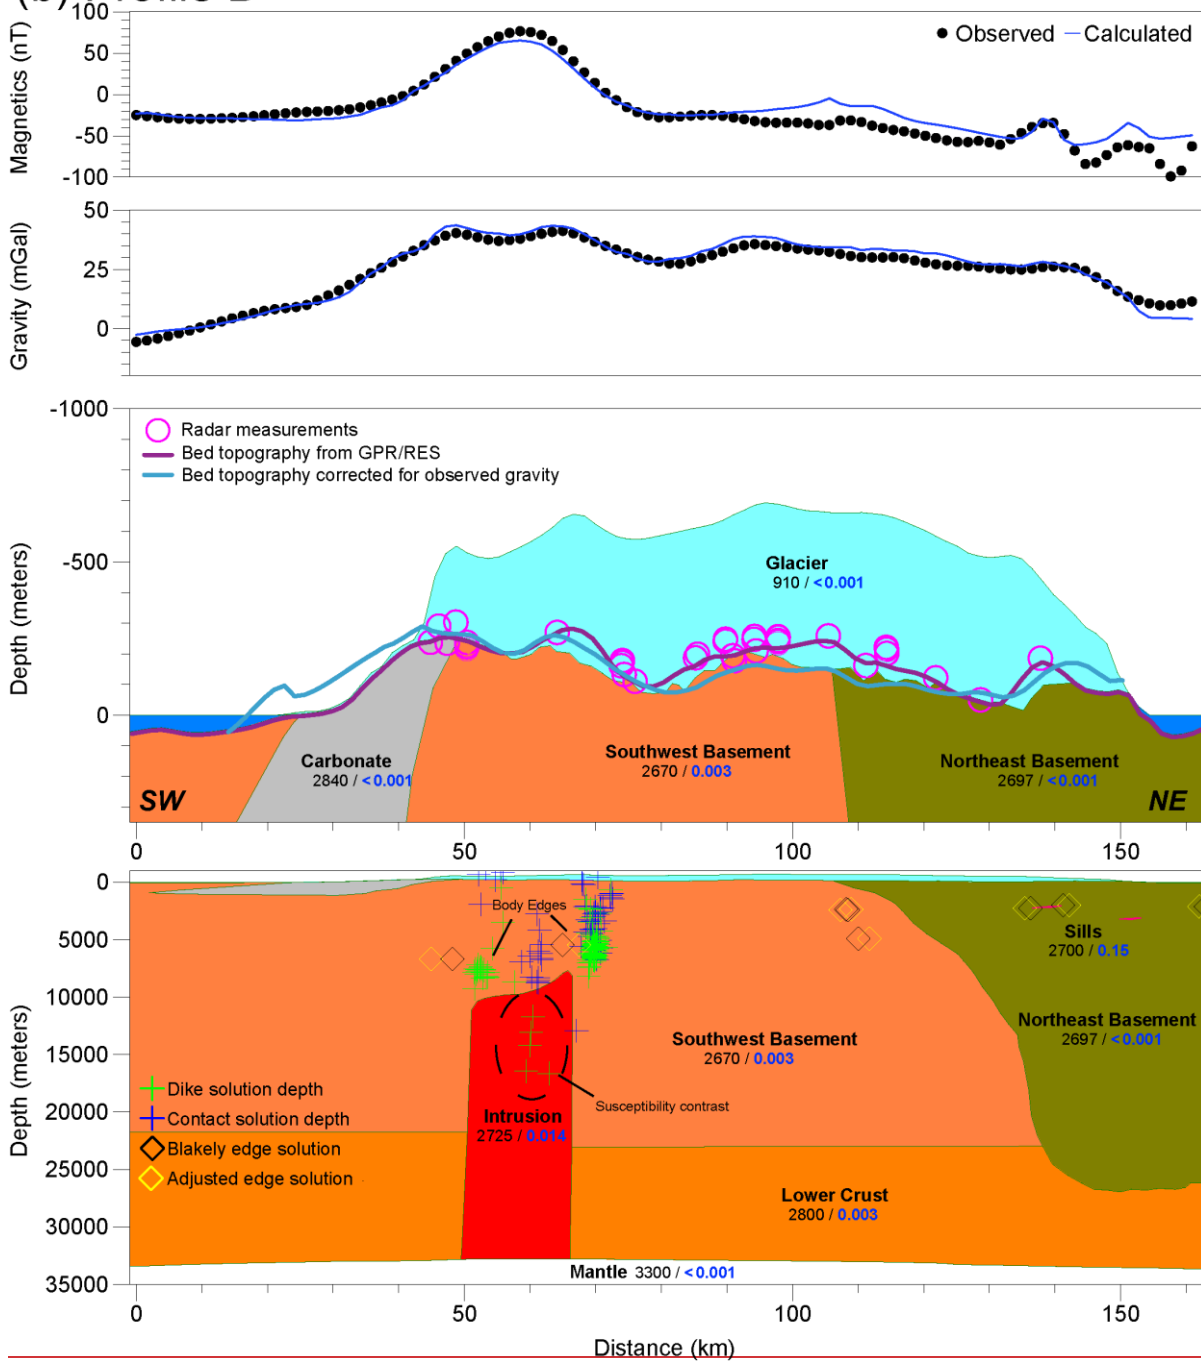 (b) Profile B
Magnetics (nT)
100
50
0
-50
-100
Observed
Calculated
Gravity (mGal)
50
25
0
Depth (meters)
-1000
-500
0
Radar measurements
Bed topography from GPR/RES
Bed topography corrected for observed gravity
Glacier
910 / <0.001
Carbonate
2840 / <0.001
Southwest Basement
2670 / 0.003
Northeast Basement
2697 / <0.001
SW
NE
0 50 100 150
Depth (meters)
0
5000
10000
15000
20000
25000
30000
35000
Body Edges
Sills
2700 / 0.15
Northeast Basement
2697 / <0.001
Southwest Basement
2670 / 0.003
Susceptibility contrast
Intrusion
2725 / 0.014
Dike solution depth
Contact solution depth
Blakely edge solution
Adjusted edge solution
Lower Crust
2800 / 0.003
Mantle 3300 / <0.001
0 50 100 150
Distance (km)